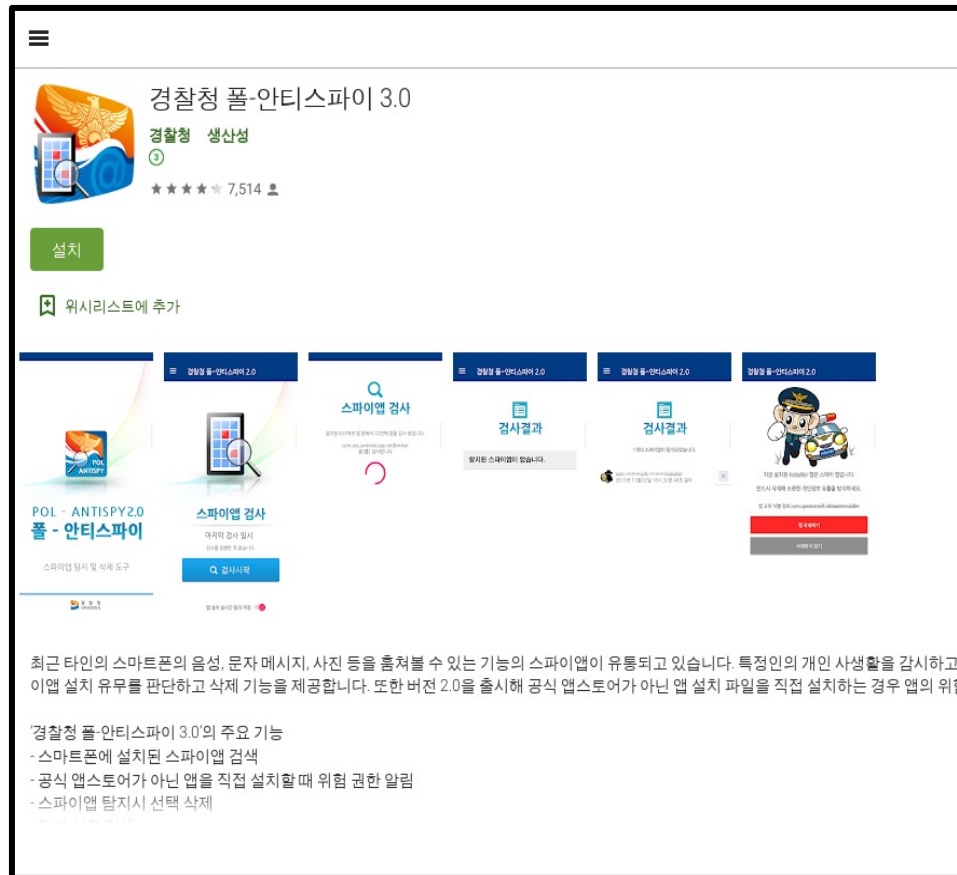 경찰청 폴-안티스파이 3.0
경찰청 생산성
3
7,514
설치
위시리스트에 추가
POL
ANTISPY
POL - ANTISPY2.0
폴 - 안티스파이
스파이앱 탐지 및 삭제 도구
경찰청
경찰청 폴-안티스파이 2.0
스파이앱 검사
마지막 검사 일시
검사시작
스파이앱 검사
경찰청 폴-안티스파이 2.0
검사결과
탐지된 스파이앱이 없습니다.
경찰청 폴-안티스파이 2.0
검사결과
경찰청 폴-안티스파이 2.0
최근 타인의 스마트폰의 음성, 문자 메시지, 사진 등을 훔쳐볼 수 있는 기능의 스파이앱이 유통되고 있습니다. 특정인의 개인 사생활을 감시하고
이앱 설치 유무를 판단하고 삭제 기능을 제공합니다. 또한 버전 2.0을 출시해 공식 앱스토어가 아닌 앱 설치 파일을 직접 설치하는 경우 앱의 위험
'경찰청 폴-안티스파이 3.0'의 주요 기능
- 스마트폰에 설치된 스파이앱 검색
- 공식 앱스토어가 아닌 앱을 직접 설치할 때 위험 권한 알림
- 스파이앱 탐지시 선택 삭제